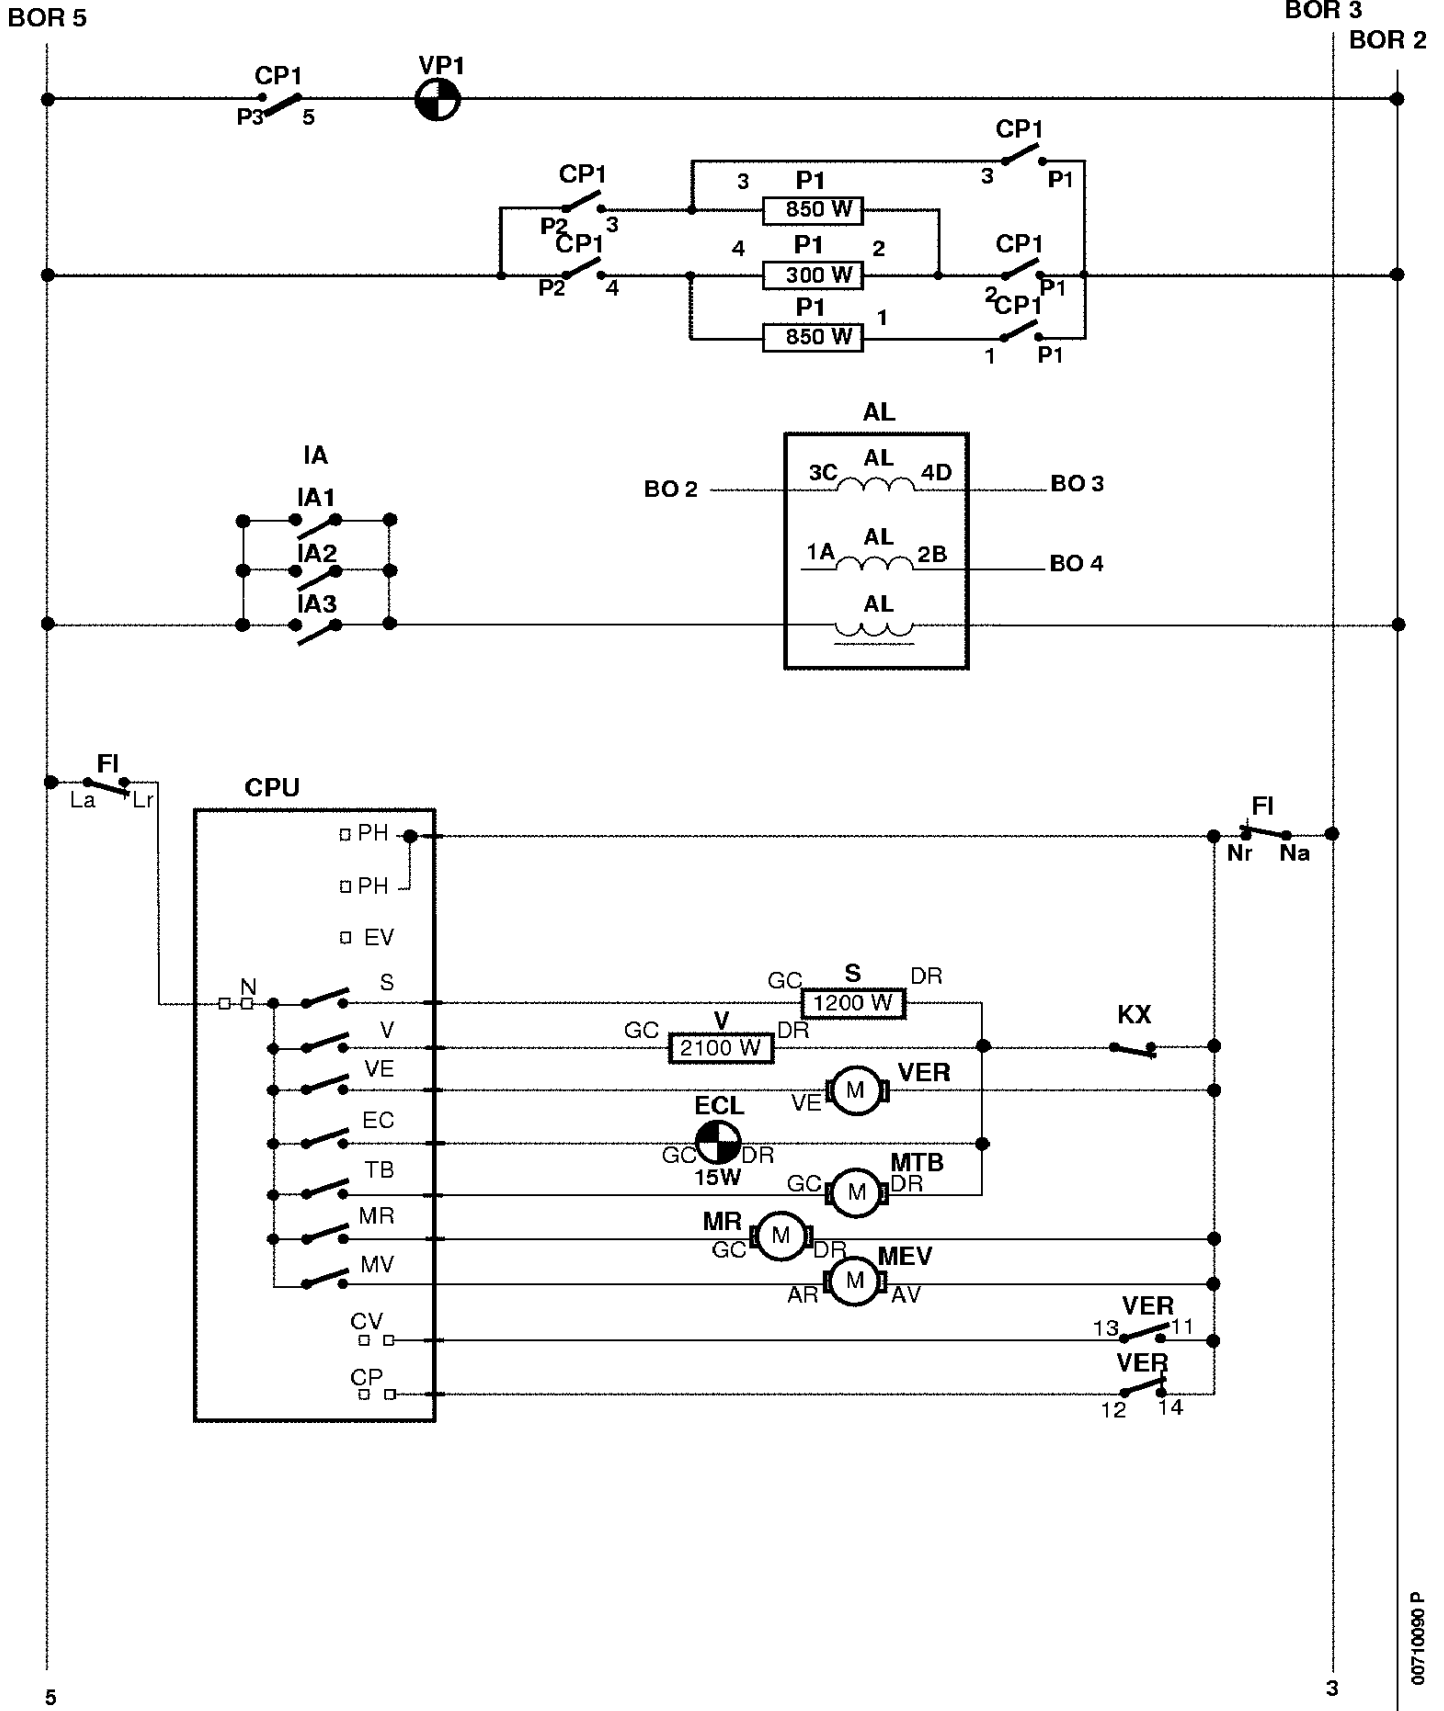 BOR 5
BOR 3
BOR 2
CP1
VP1
P3
5
CP1
3
P1
CP1
P2
3
3
P1
850 W
CP1
P2
4
4
P1
2
300 W
CP1
2
P1
P1
1
850 W
CP1
1
P1
AL
IA
IA1
IA2
IA3
BO 2
3C
AL
4D
BO 3
1A
AL
2B
BO 4
AL
FI
La
Lr
CPU
PH
PH
EV
N
S
V
VE
EC
TB
MR
MV
CV
CP
FI
Nr
Na
GC
S
DR
1200 W
GC
V
DR
2100 W
KX
VE
M
VER
ECL
GC
DR
15W
GC
M
MTB
DR
MR
GC
M
DR
AR
M
MEV
AV
VER
13
11
VER
12
14
00710090 P
5
3